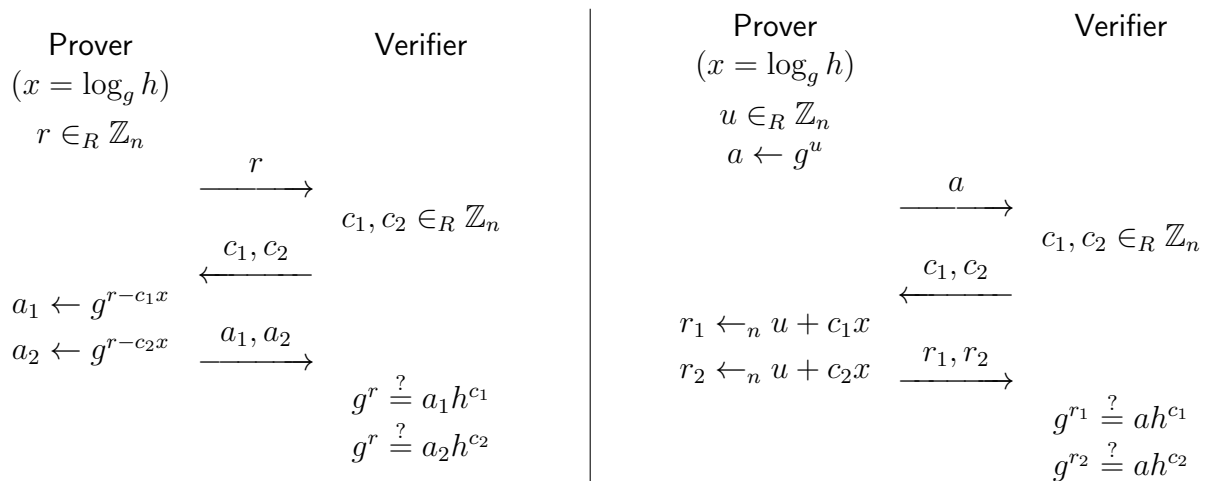 Prover Verifier
(x = log_g h)
r ∈_R ℤ_n
r
c_1, c_2 ∈_R ℤ_n
c_1, c_2
a_1 ← g^{r−c_1x}
a_2 ← g^{r−c_2x}
a_1, a_2
g^r ≟ a_1h^{c_1}
g^r ≟ a_2h^{c_2}
Prover Verifier
(x = log_g h)
u ∈_R ℤ_n
a ← g^u
a
c_1, c_2 ∈_R ℤ_n
c_1, c_2
r_1 ←_n u + c_1x
r_2 ←_n u + c_2x
r_1, r_2
g^{r_1} ≟ ah^{c_1}
g^{r_2} ≟ ah^{c_2}